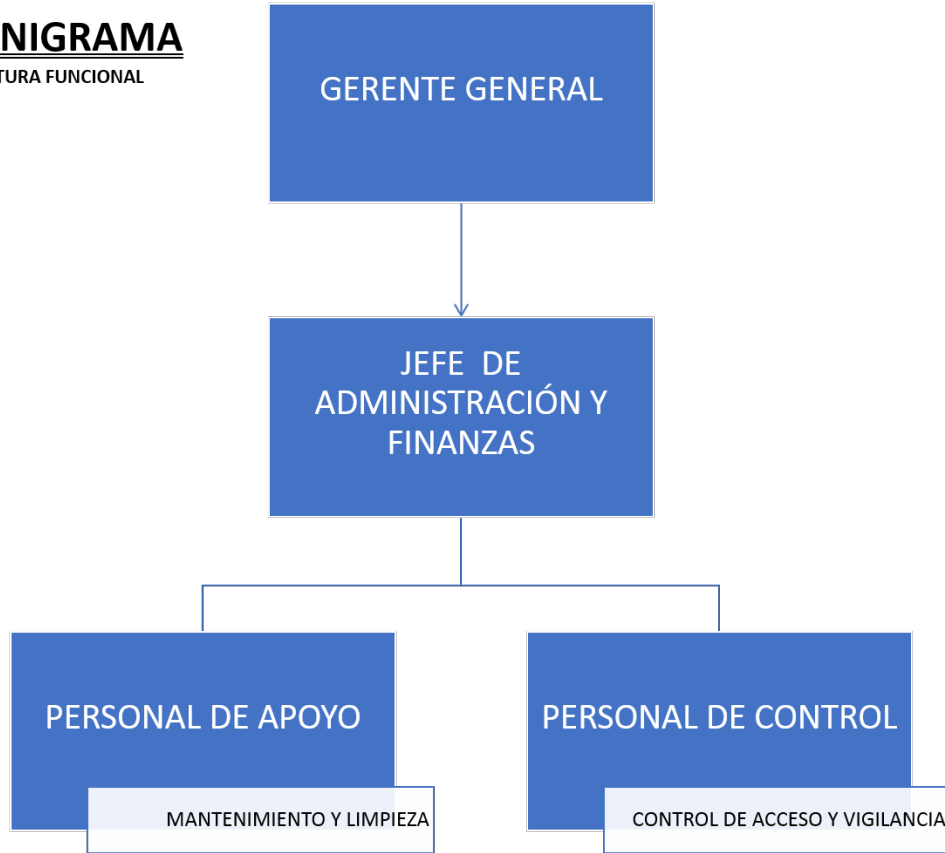 NIGRAMA
TURA FUNCIONAL
GERENTE GENERAL
JEFE DE
ADMINISTRACIÓN Y
FINANZAS
PERSONAL DE APOYO
MANTENIMIENTO Y LIMPIEZA
PERSONAL DE CONTROL
CONTROL DE ACCESO Y VIGILANCIA